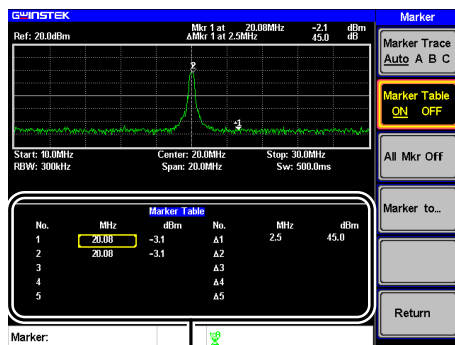 GWINSTEK
Marker
Ref: 20.0dBm
Mkr 1 at 20.08MHz -2.1 dBm
ΔMkr 1 at 2.5MHz 45.0 dB
Marker Trace
Auto A B C
2
1
Marker Table
ON OFF
Start: 10.0MHz Center: 20.0MHz Stop: 30.0MHz
RBW: 300kHz Span: 20.0MHz Sw: 500.0ms
All Mkr Off
Marker to...
Marker Table
No. MHz dBm No. MHz dBm
1 20.08 -3.1 Δ1 2.5 45.0
2 20.08 -3.1 Δ2
3 Δ3
4 Δ4
5 Δ5
Return
Marker: